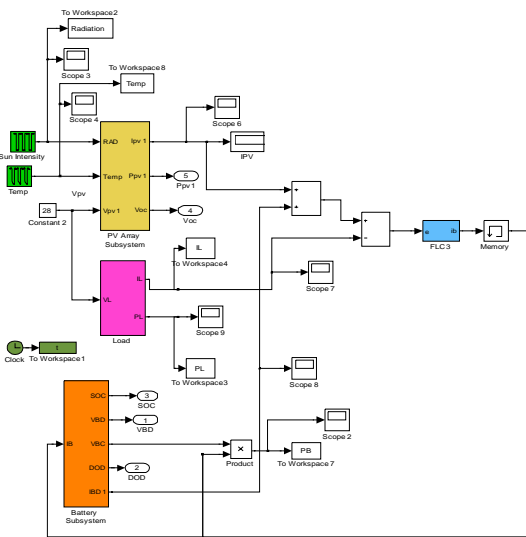 To Workspace2
Radiation
Scope 3
To Workspace8
Temp
Scope 4
Scope 6
Sun Intensity
RAD
Ipv 1
IPV
Temp
Temp
Ppv 1
5
Ppv1
Vpv
28
Constant 2
Vpv 1
Voc
4
Voc
PV Array
Subsystem
+
+
+
−
e
ib
FLC3
Memory
IL
To Workspace4
Scope 7
VL
IL
PL
Load
Scope 9
PL
To Workspace3
Clock
t
To Workspace1
Scope 8
SOC
3
SOC
VBD
1
VBD
IB
VBC
×
Product
DOD
2
DOD
IBD 1
Battery
Subsystem
Scope 2
PB
To Workspace7